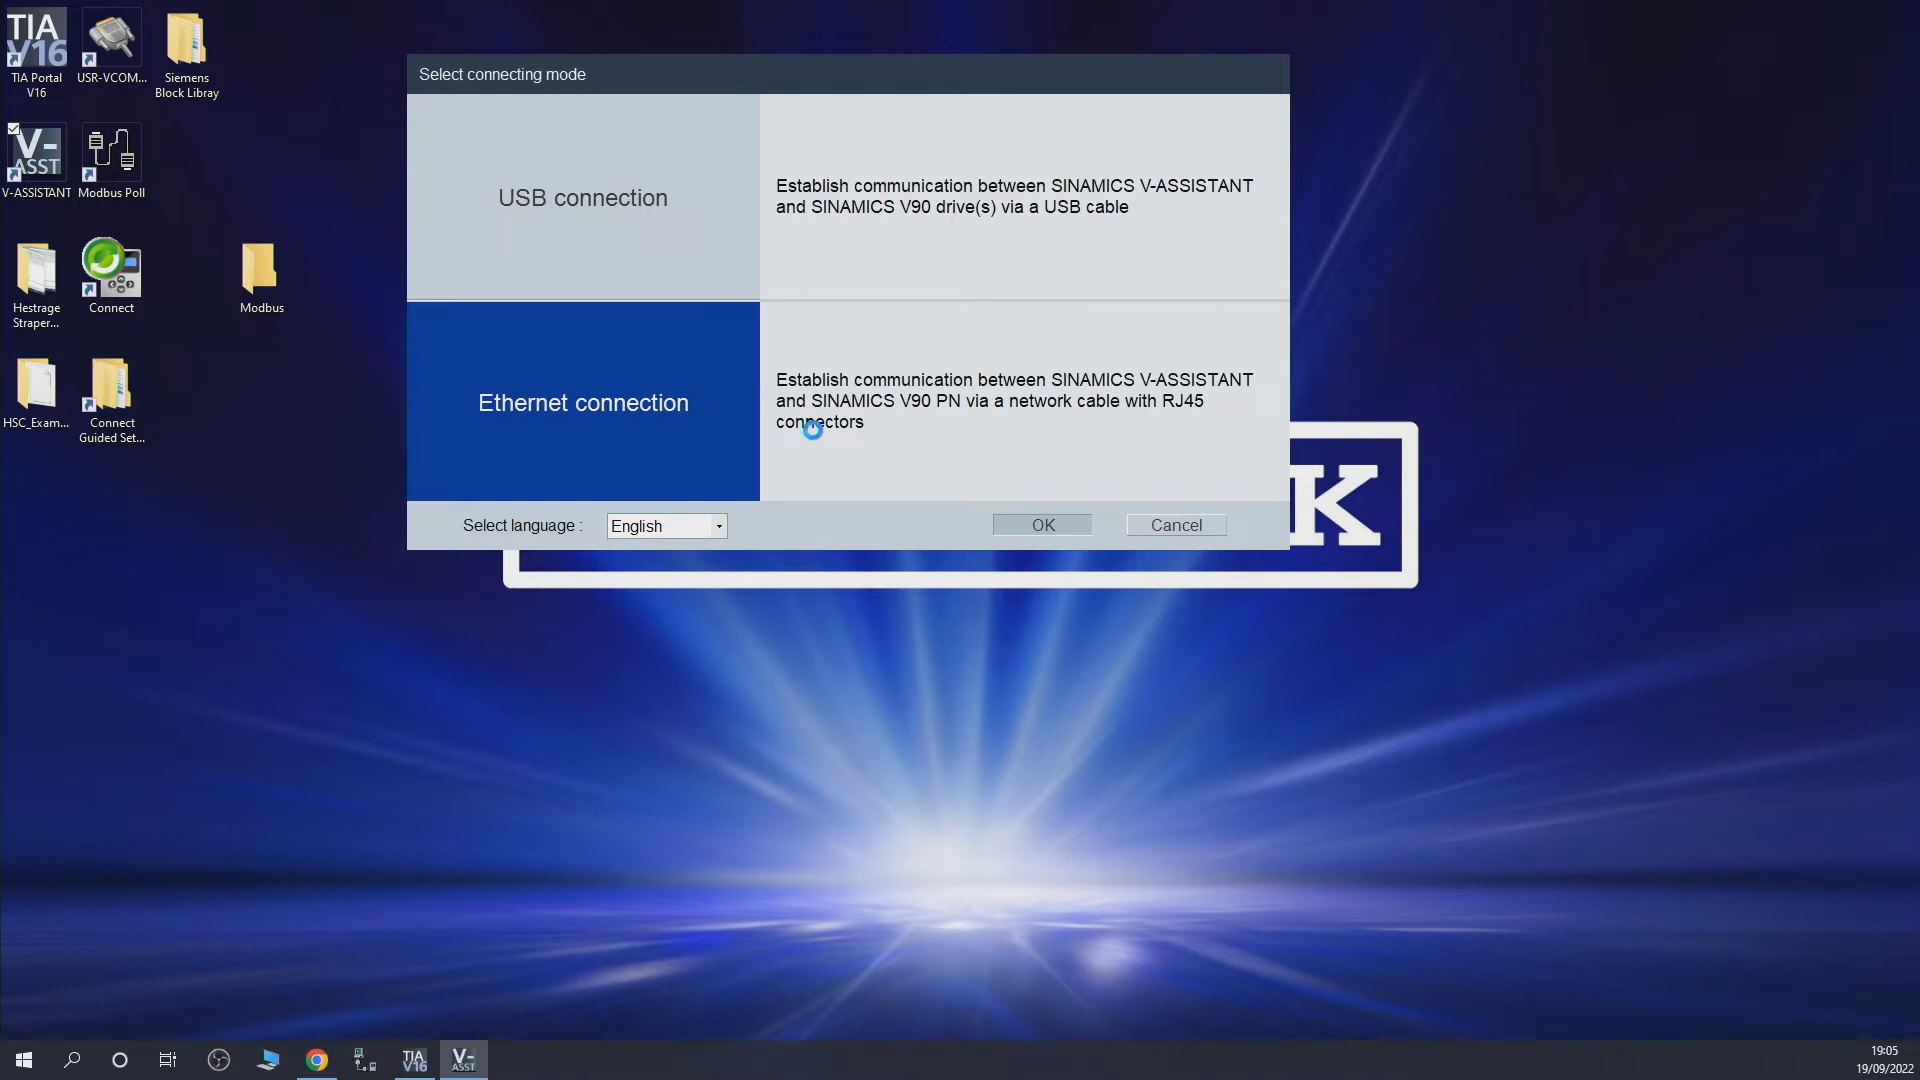 TIA
V16
TIA Portal
V16
USR-VCOM...
Siemens
Block Libray
V-
ASST
V-ASSISTANT
Modbus Poll
Hestrage
Straper...
Connect
Modbus
HSC_Exam...
Connect
Guided Set...
Select connecting mode
USB connection
Establish communication between SINAMICS V-ASSISTANT
and SINAMICS V90 drive(s) via a USB cable
Ethernet connection
Establish communication between SINAMICS V-ASSISTANT
and SINAMICS V90 PN via a network cable with RJ45
connectors
Select language :
English
OK
Cancel
K
TIA
V16
V-
ASST
19:05
19/09/2022